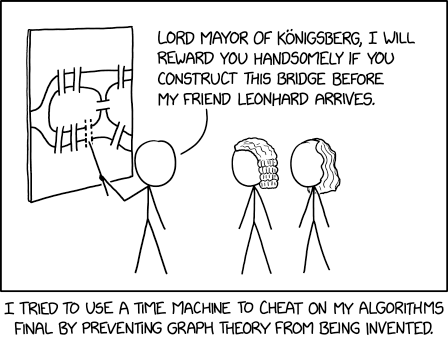 LORD MAYOR OF KÖNIGSBERG, I WILL
REWARD YOU HANDSOMELY IF YOU
CONSTRUCT THIS BRIDGE BEFORE
MY FRIEND LEONHARD ARRIVES.
I TRIED TO USE A TIME MACHINE TO CHEAT ON MY ALGORITHMS
FINAL BY PREVENTING GRAPH THEORY FROM BEING INVENTED.